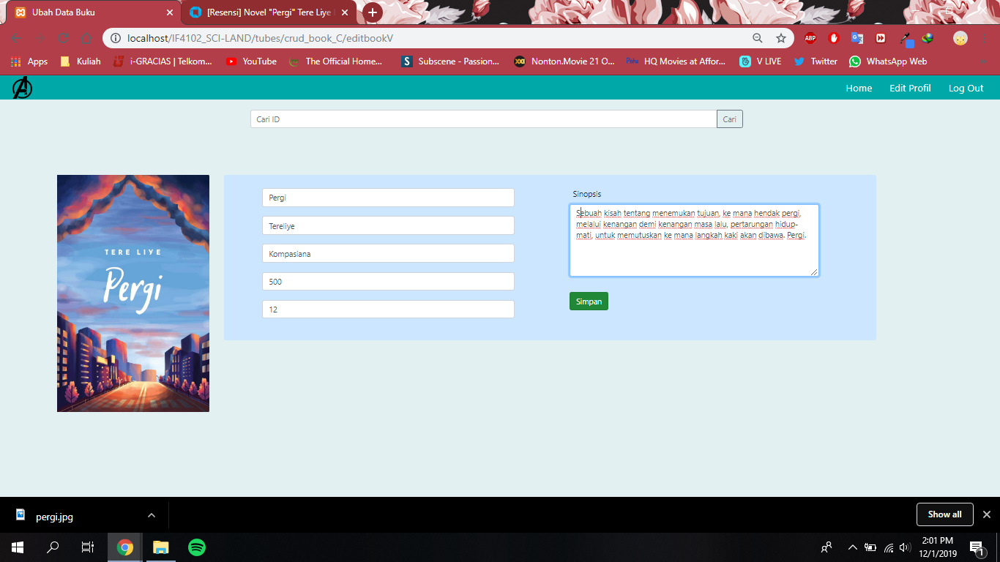 Ubah Data Buku
[Resensi] Novel "Pergi" Tere Liye
localhost/IF4102_SCI-LAND/tubes/crud_book_C/editbookV
ABP
Apps
Kuliah
i-GRACIAS | Telkom...
YouTube
The Official Home...
Subscene - Passion...
Nonton.Movie 21 O...
HQ Movies at Affor...
V LIVE
Twitter
WhatsApp Web
Home
Edit Profil
Log Out
Cari ID
Cari
TERE LIYE
Pergi
Pergi
Tereliye
Kompasiana
500
12
Sinopsis
Sebuah kisah tentang menemukan tujuan, ke mana hendak pergi,
melalui kenangan demi kenangan masa lalu, pertarungan hidup-
mati, untuk memutuskan ke mana langkah kaki akan dibawa. Pergi.
Simpan
pergi.jpg
Show all
2:01 PM
12/1/2019
1